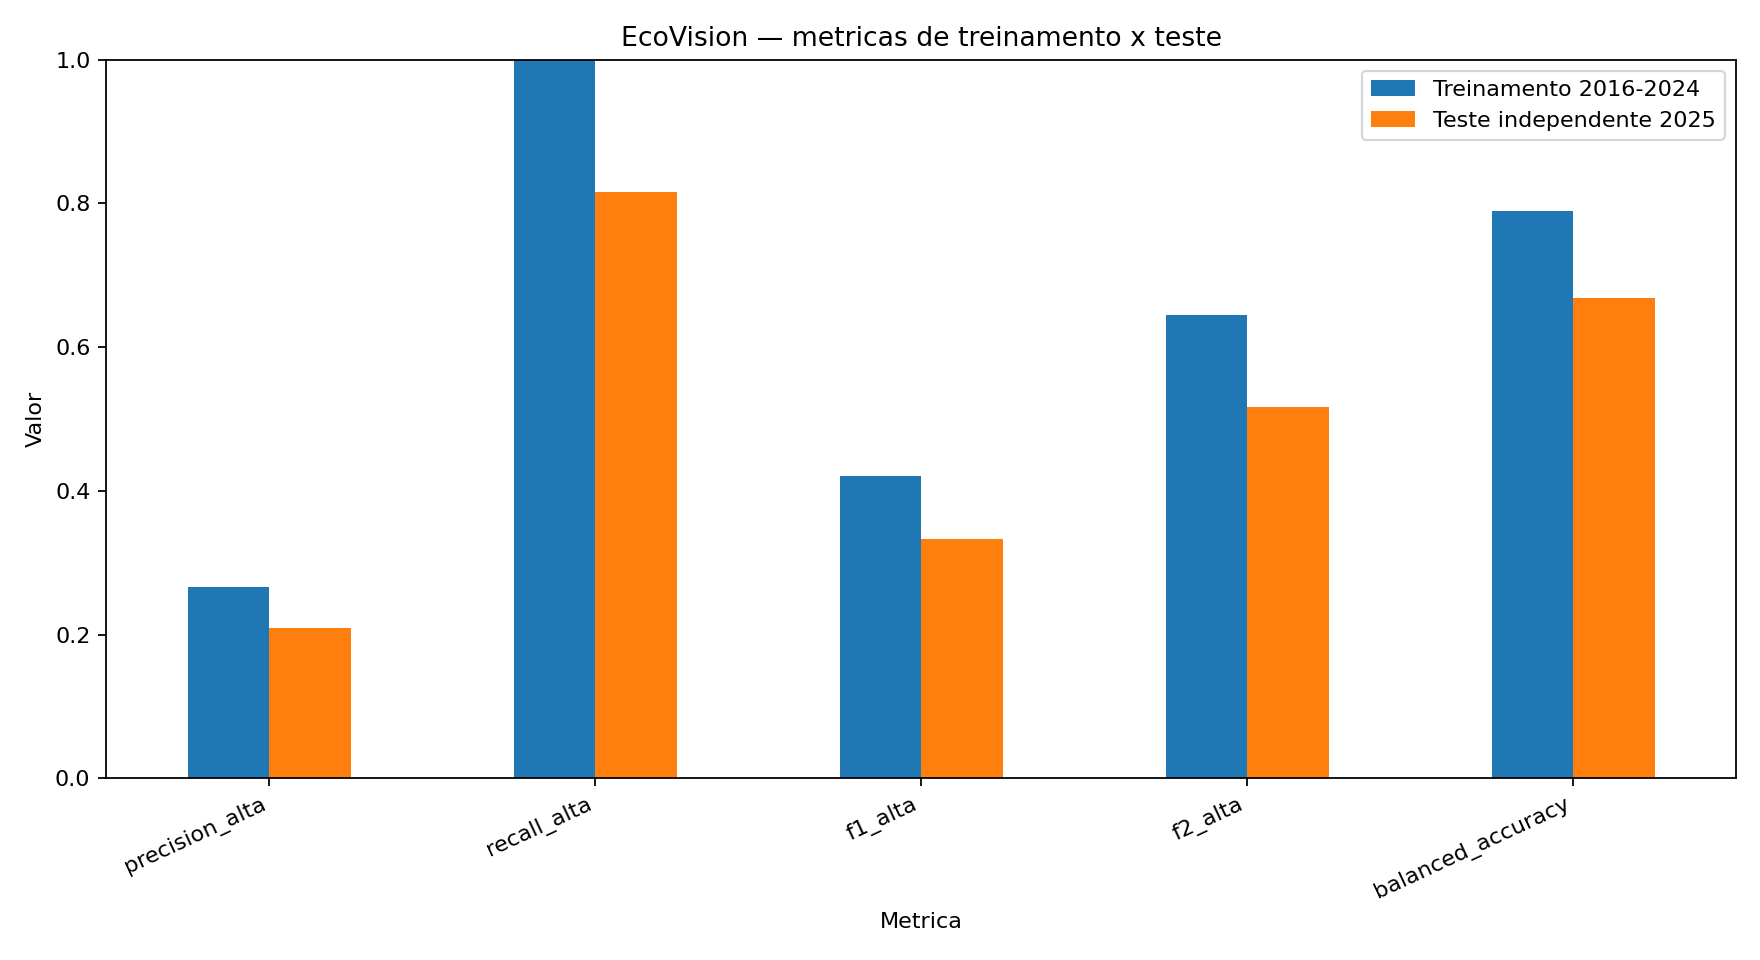 EcoVision — metricas de treinamento x teste
Treinamento 2016-2024
Teste independente 2025
Valor
1.0
0.8
0.6
0.4
0.2
0.0
precision_alta
recall_alta
f1_alta
f2_alta
balanced_accuracy
Metrica